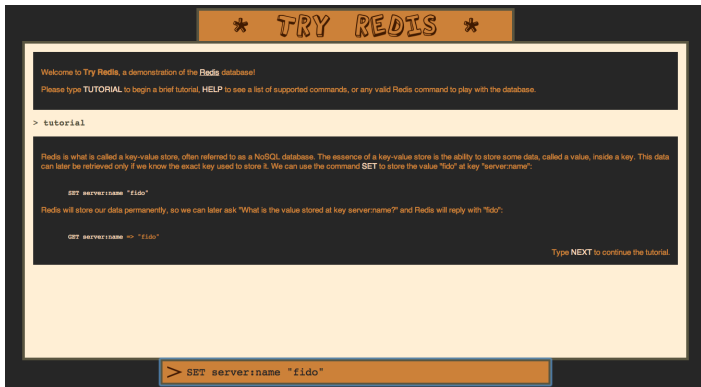 * TRY REDIS *
Welcome to Try Redis, a demonstration of the Redis database!
Please type TUTORIAL to begin a brief tutorial, HELP to see a list of supported commands, or any valid Redis command to play with the database.
> tutorial
Redis is what is called a key-value store, often referred to as a NoSQL database. The essence of a key-value store is the ability to store some data, called a value, inside a key. This data
can later be retrieved only if we know the exact key used to store it. We can use the command SET to store the value "fido" at key "server:name":
SET server:name "fido"
Redis will store our data permanently, so we can later ask "What is the value stored at key server:name?" and Redis will reply with "fido":
GET server:name => "fido"
Type NEXT to continue the tutorial.
> SET server:name "fido"